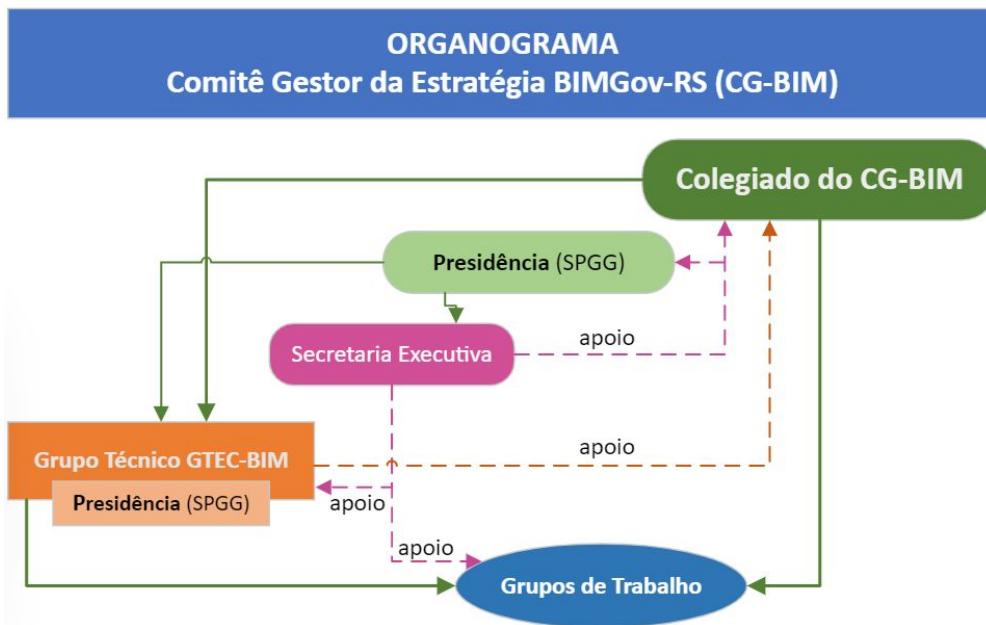 ORGANOGRAMA
Comitê Gestor da Estratégia BIMGov-RS (CG-BIM)
Colegiado do CG-BIM
Presidência (SPGG)
Secretaria Executiva
apoio
Grupo Técnico GTEC-BIM
apoio
Presidência (SPGG)
apoio
apoio
Grupos de Trabalho